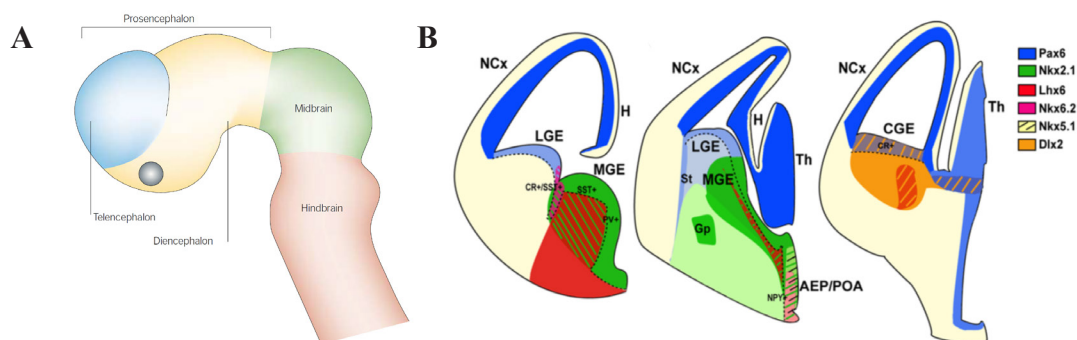 A
Prosencephalon
Midbrain
Hindbrain
Telencephalon
Diencephalon
B
NCx
H
LGE
MGE
CR+/SST+
SST+
PV+
NCx
H
LGE
MGE
St
Th
Gp
AEP/POA
NPY+
NCx
CGE
CR+
Th
Pax6
Nkx2.1
Lhx6
Nkx6.2
Nkx5.1
Dlx2